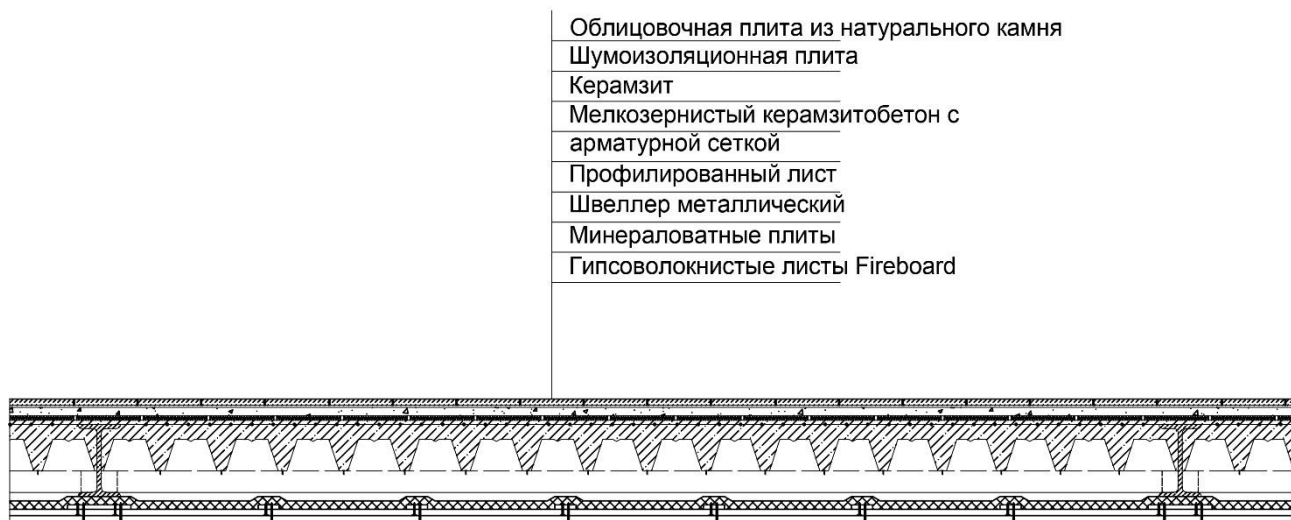 Облицовочная плита из натурального камня
Шумоизоляционная плита
Керамзит
Мелкозернистый керамзитобетон с
арматурной сеткой
Профилированный лист
Швеллер металлический
Минераловатные плиты
Гипсоволокнистые листы Fireboard